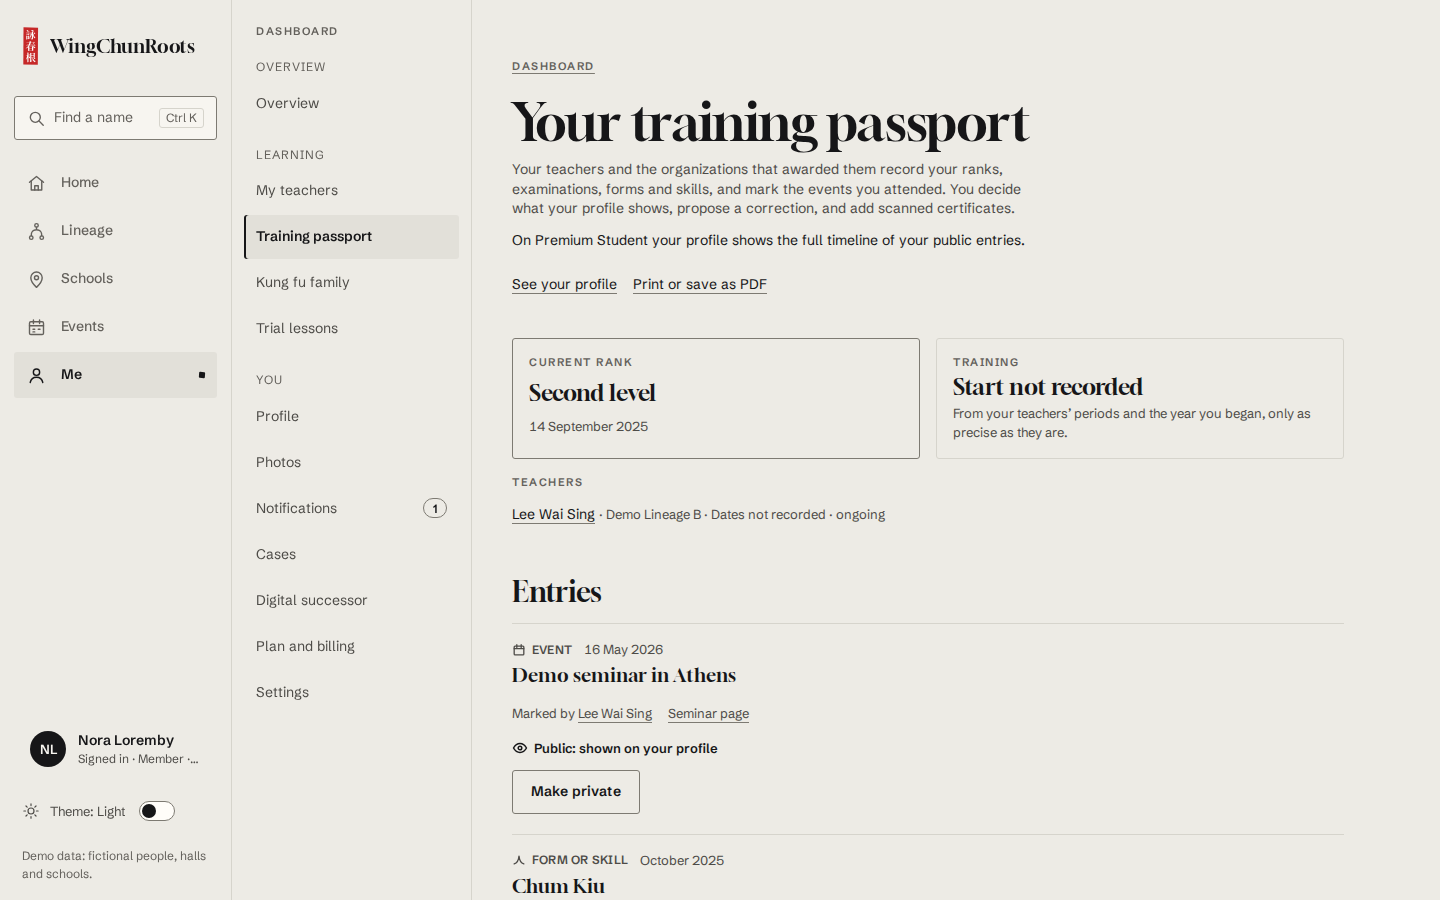 詠春根
WingChunRoots
Find a name
Ctrl K
Home
Lineage
Schools
Events
Me
NL
Nora Loremby
Signed in · Member ·...
Theme: Light
Demo data: fictional people, halls
and schools.
DASHBOARD
OVERVIEW
Overview
LEARNING
My teachers
Training passport
Kung fu family
Trial lessons
YOU
Profile
Photos
Notifications
1
Cases
Digital successor
Plan and billing
Settings
DASHBOARD
Your training passport
Your teachers and the organizations that awarded them record your ranks,
examinations, forms and skills, and mark the events you attended. You decide
what your profile shows, propose a correction, and add scanned certificates.
On Premium Student your profile shows the full timeline of your public entries.
See your profile
Print or save as PDF
CURRENT RANK
Second level
14 September 2025
TRAINING
Start not recorded
From your teachers’ periods and the year you began, only as
precise as they are.
TEACHERS
Lee Wai Sing · Demo Lineage B · Dates not recorded · ongoing
Entries
EVENT 16 May 2026
Demo seminar in Athens
Marked by Lee Wai Sing
Seminar page
Public: shown on your profile
Make private
FORM OR SKILL October 2025
Chum Kiu